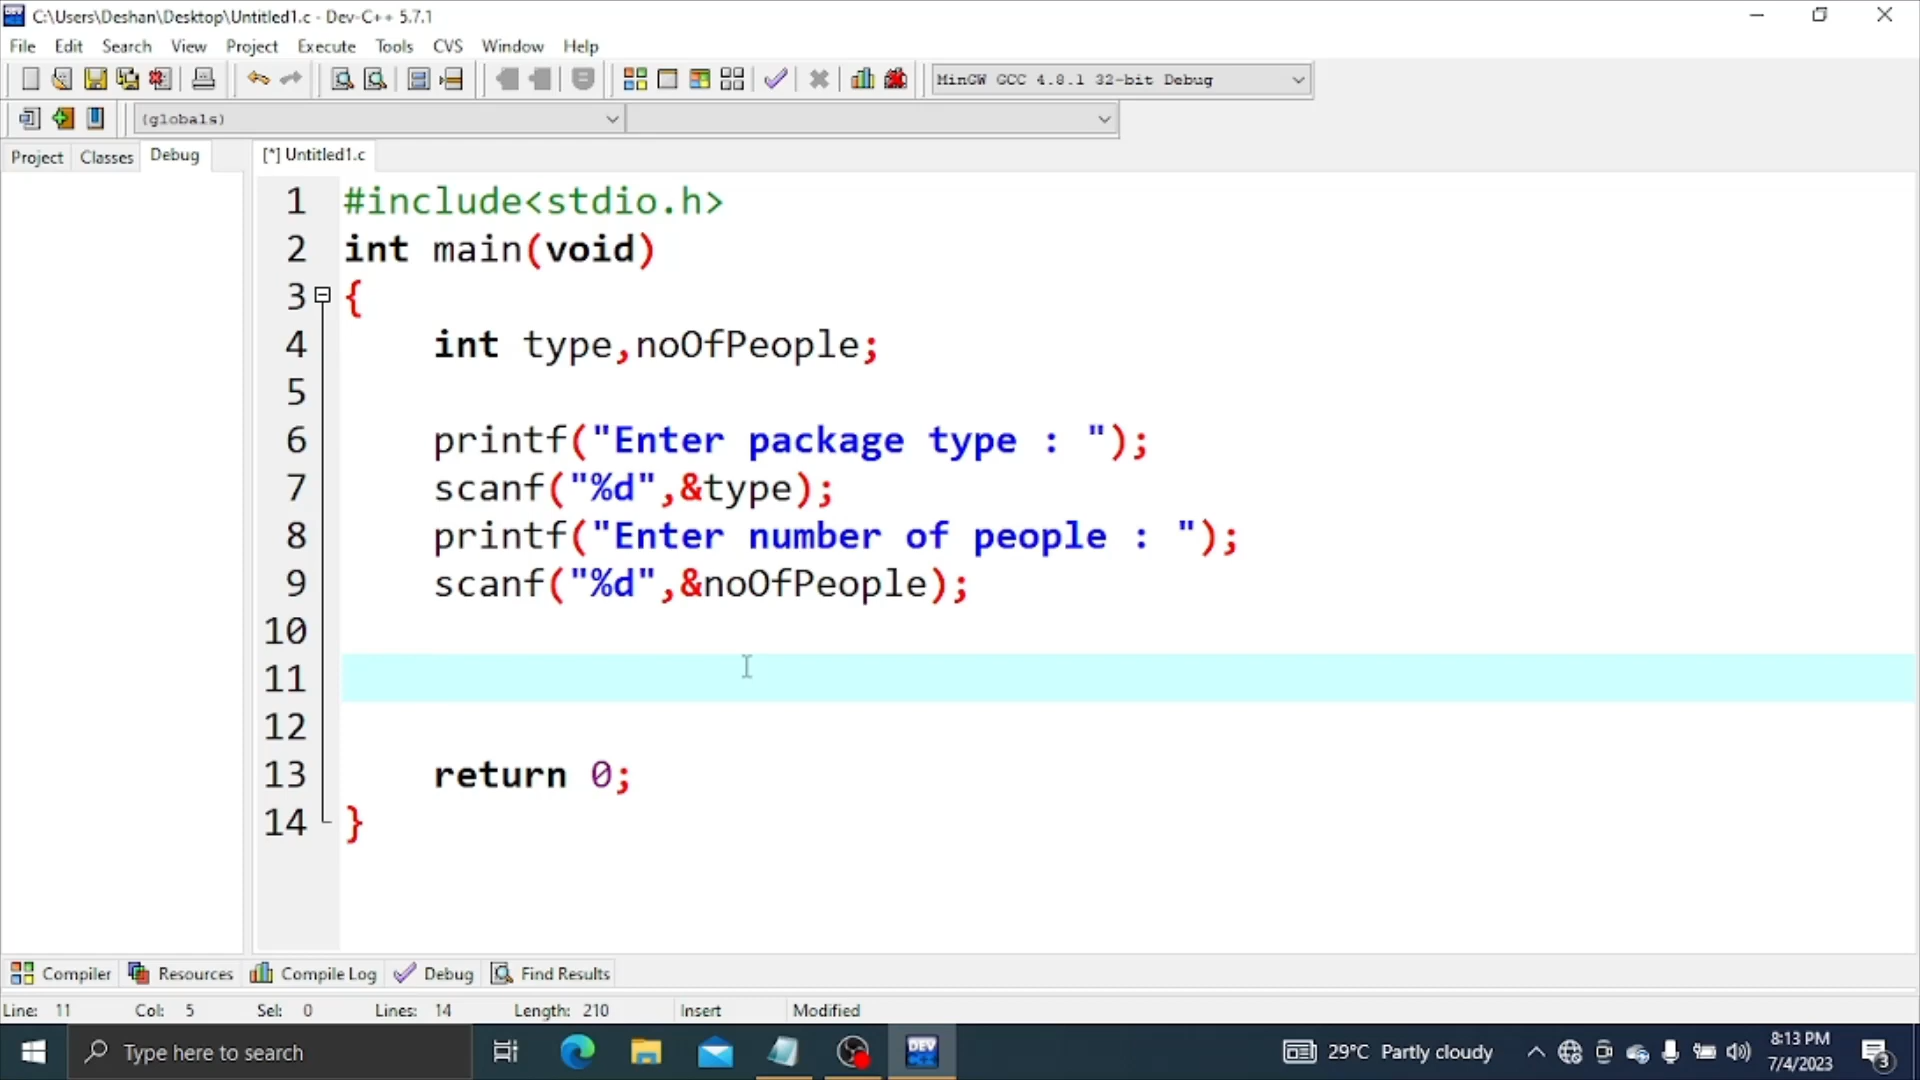 C:\Users\Deshan\Desktop\Untitled1.c - Dev-C++ 5.7.1
File Edit Search View Project Execute Tools CVS Window Help
MinGW GCC 4.8.1 32-bit Debug
(globals)
Project Classes Debug [*] Untitled1.c
1 #include<stdio.h>
2 int main(void)
3 {
4 int type,noOfPeople;
5
6 printf("Enter package type : ");
7 scanf("%d",&type);
8 printf("Enter number of people : ");
9 scanf("%d",&noOfPeople);
10
11
12
13 return 0;
14 }
Compiler Resources Compile Log Debug Find Results
Line: 11 Col: 5 Sel: 0 Lines: 14 Length: 210 Insert Modified
Type here to search DEV 29°C Partly cloudy 8:13 PM
7/4/2023 3